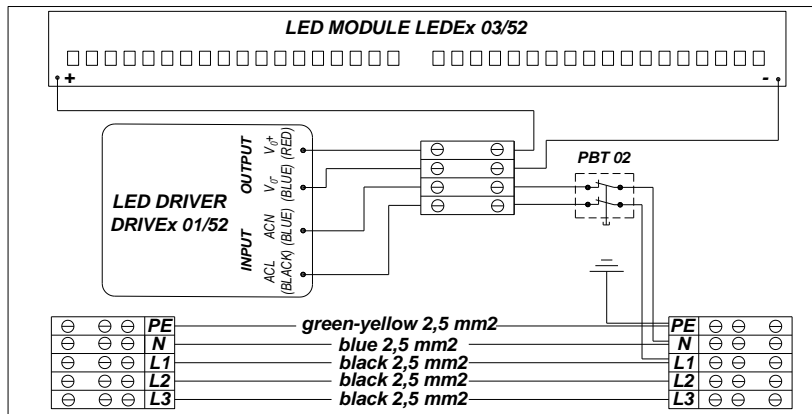 LED MODULE LEDEx 03/52
+ -
LED DRIVER
DRIVEx 01/52
OUTPUT
V0+ (RED)
V0- (BLUE)
INPUT
ACN (BLUE)
ACL (BLACK)
PBT 02
PE green-yellow 2,5 mm2 PE
N blue 2,5 mm2 N
L1 black 2,5 mm2 L1
L2 black 2,5 mm2 L2
L3 black 2,5 mm2 L3